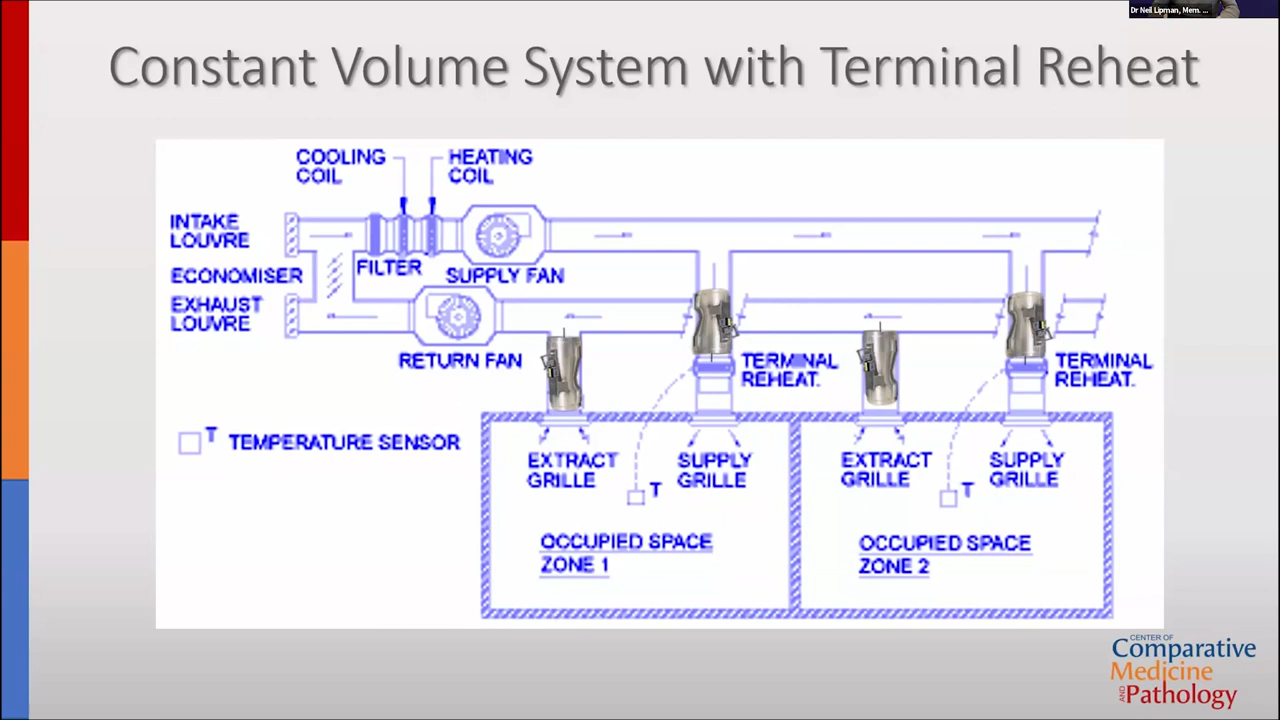 Dr Neil Lipman, Mem. ...
Constant Volume System with Terminal Reheat
COOLING
COIL
HEATING
COIL
INTAKE
LOUVRE
ECONOMISER
FILTER
SUPPLY FAN
EXHAUST
LOUVRE
RETURN FAN
TERMINAL
REHEAT.
TERMINAL
REHEAT.
T TEMPERATURE SENSOR
EXTRACT
GRILLE
SUPPLY
GRILLE
T
OCCUPIED SPACE
ZONE 1
EXTRACT
GRILLE
SUPPLY
GRILLE
T
OCCUPIED SPACE
ZONE 2
CENTER OF
Comparative
Medicine
AND Pathology